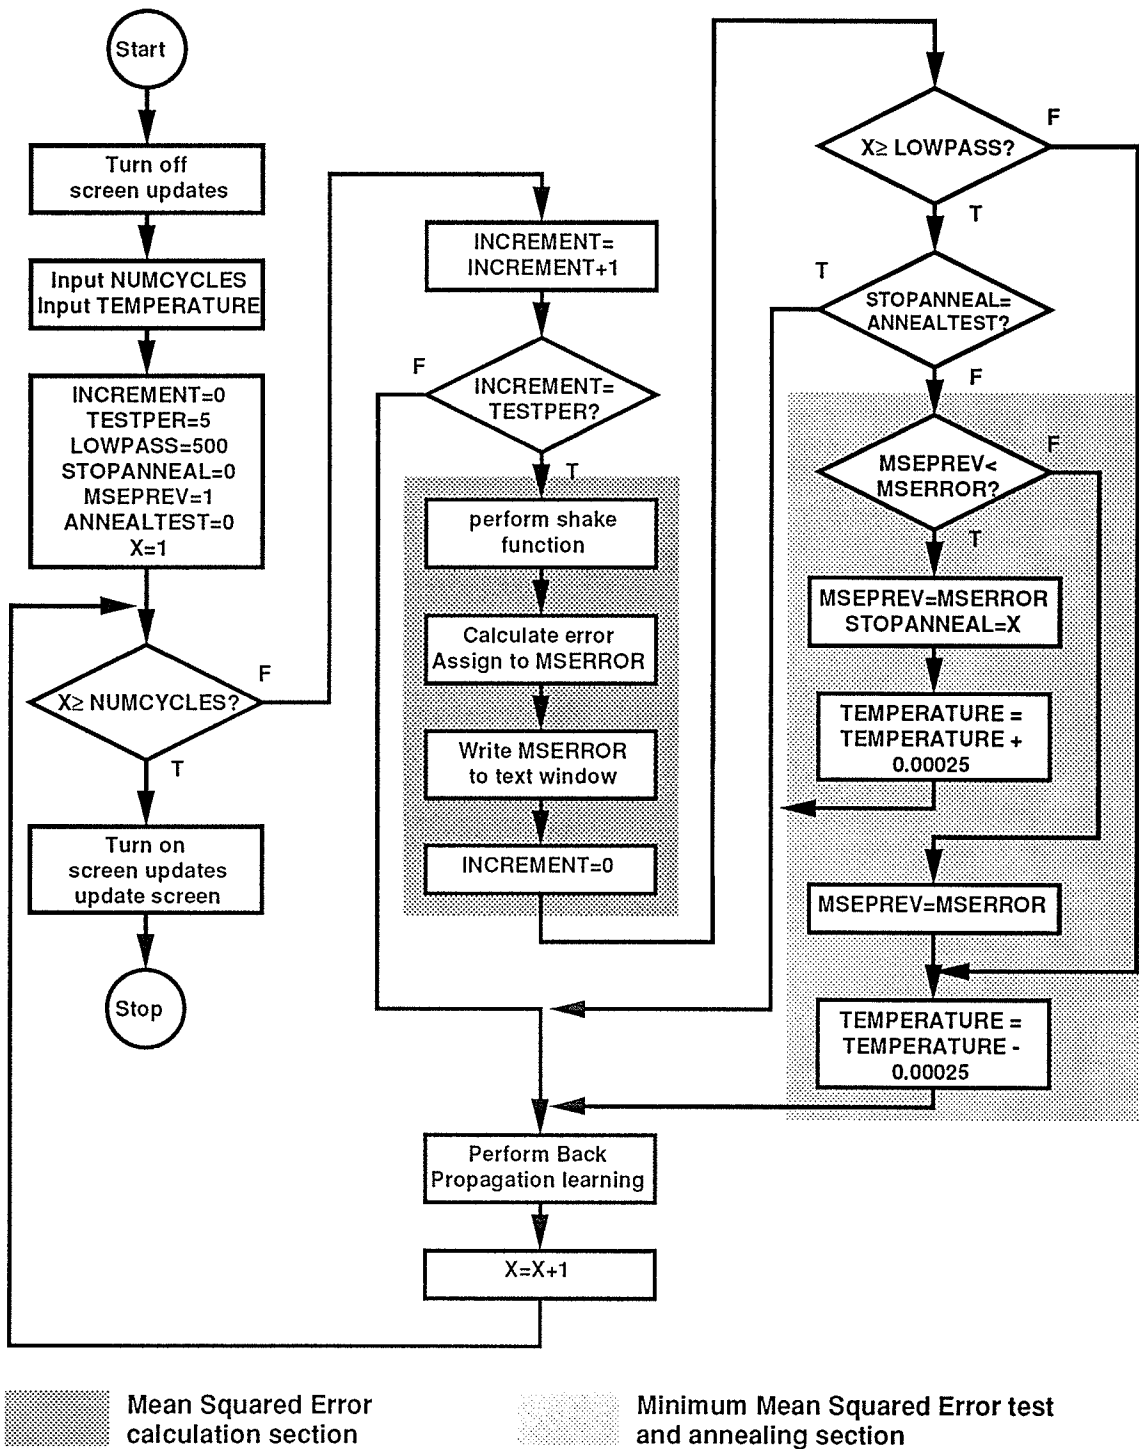 Start
Turn off
screen updates
Input NUMCYCLES
Input TEMPERATURE
INCREMENT=0
TESTPER=5
LOWPASS=500
STOPANNEAL=0
MSEPREV=1
ANNEALTEST=0
X=1
X≥ NUMCYCLES?
F
T
Turn on
screen updates
update screen
Stop
INCREMENT=
INCREMENT+1
F
INCREMENT=
TESTPER?
T
perform shake
function
Calculate error
Assign to MSERROR
Write MSERROR
to text window
INCREMENT=0
Perform Back
Propagation learning
X=X+1
X≥ LOWPASS?
F
T
T
STOPANNEAL=
ANNEALTEST?
F
MSEPREV<
MSERROR?
F
T
MSEPREV=MSERROR
STOPANNEAL=X
TEMPERATURE =
TEMPERATURE +
0.00025
MSEPREV=MSERROR
TEMPERATURE =
TEMPERATURE -
0.00025
Mean Squared Error
calculation section
Minimum Mean Squared Error test
and annealing section